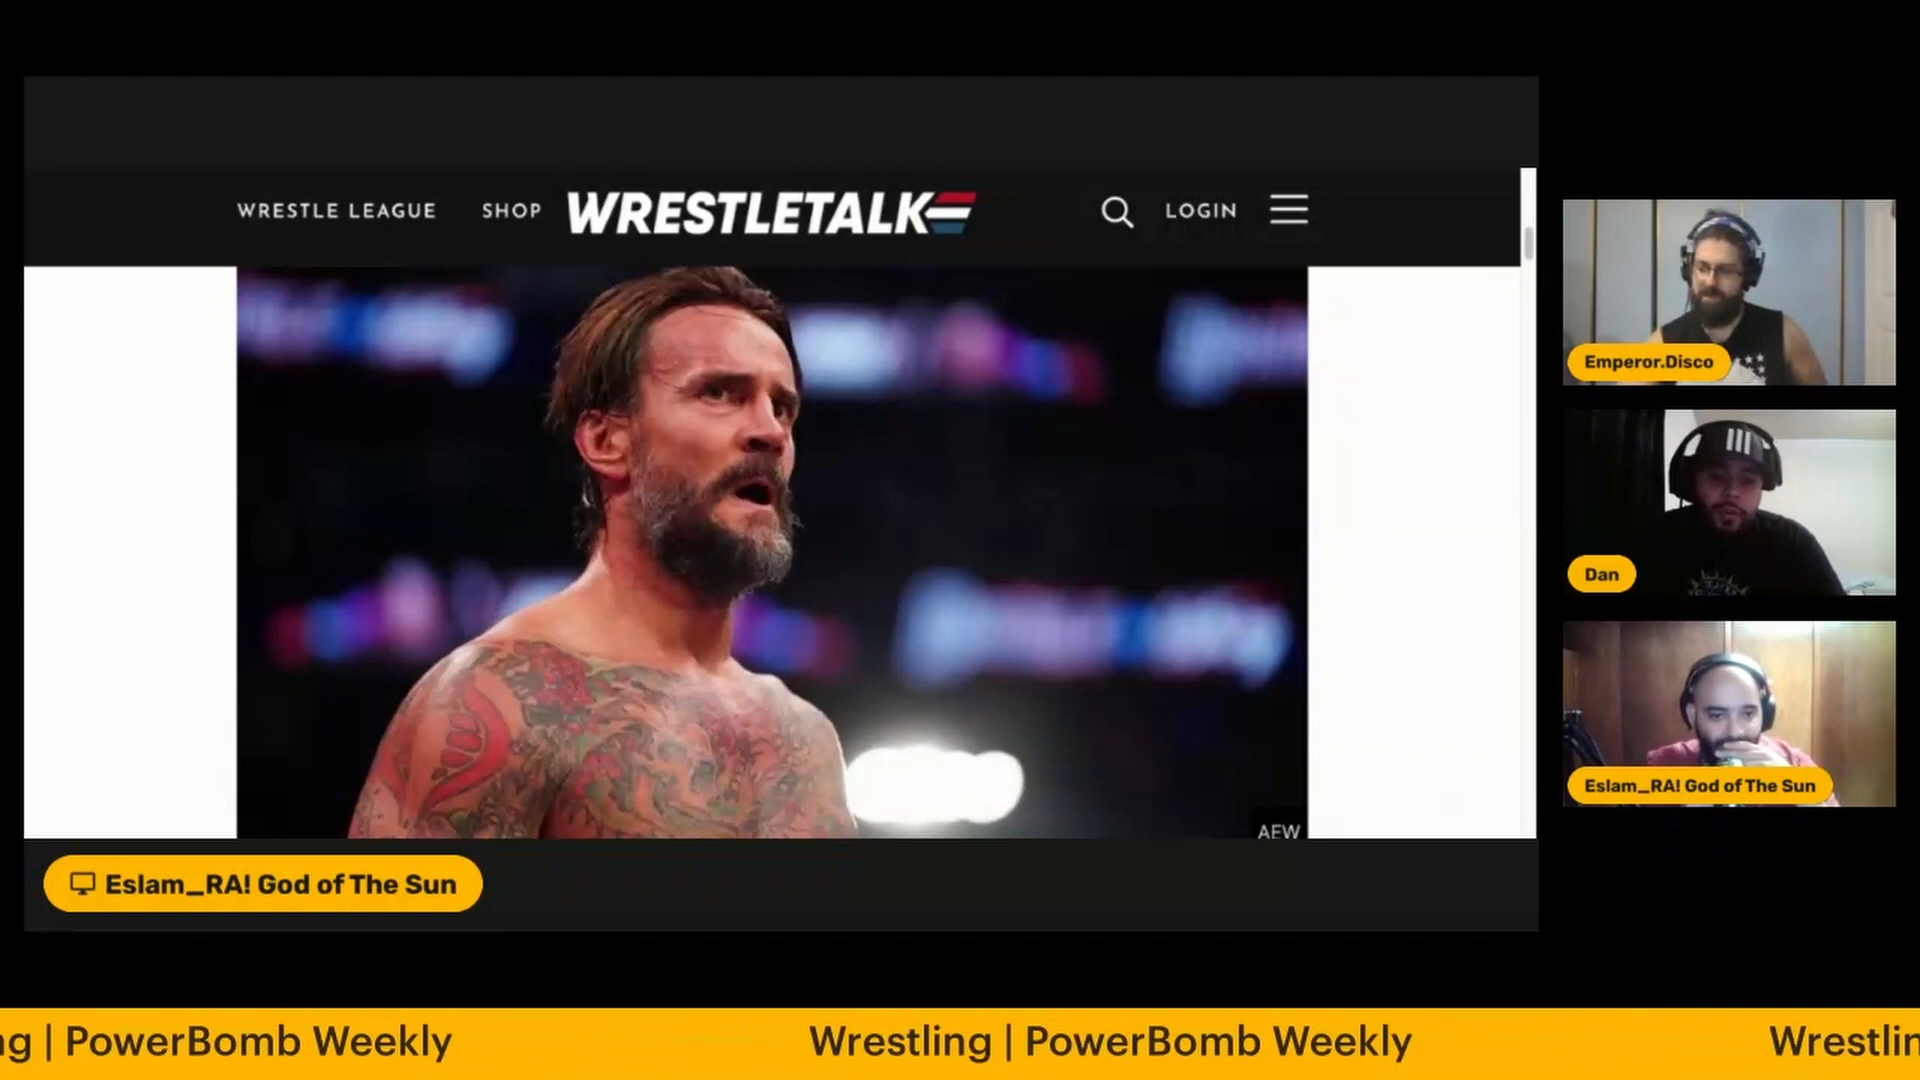 WRESTLE LEAGUE
SHOP
WRESTLETALK
LOGIN
AEW
Emperor.Disco
Dan
Eslam_RA! God of The Sun
Eslam_RA! God of The Sun
ng | PowerBomb Weekly
Wrestling | PowerBomb Weekly
Wrestlin